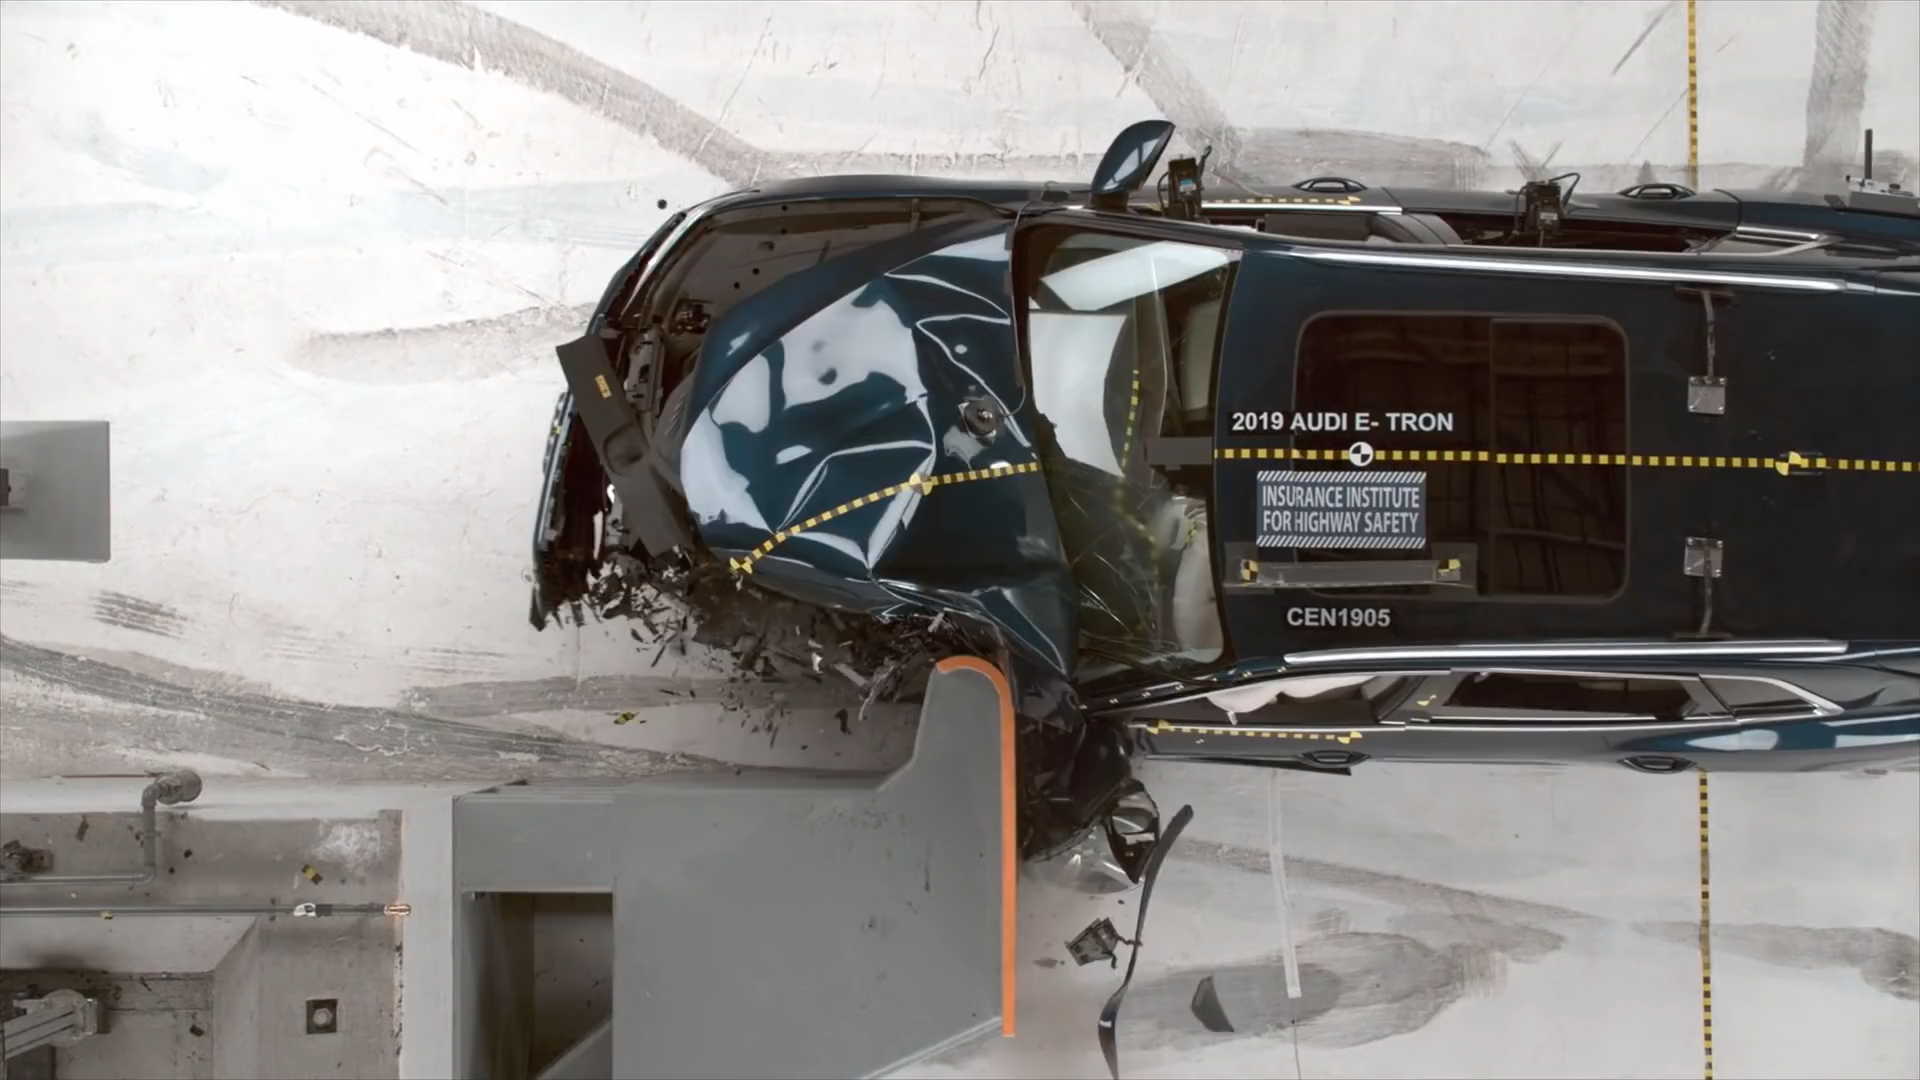 2019 AUDI E- TRON
INSURANCE INSTITUTE
FOR HIGHWAY SAFETY
CEN1905